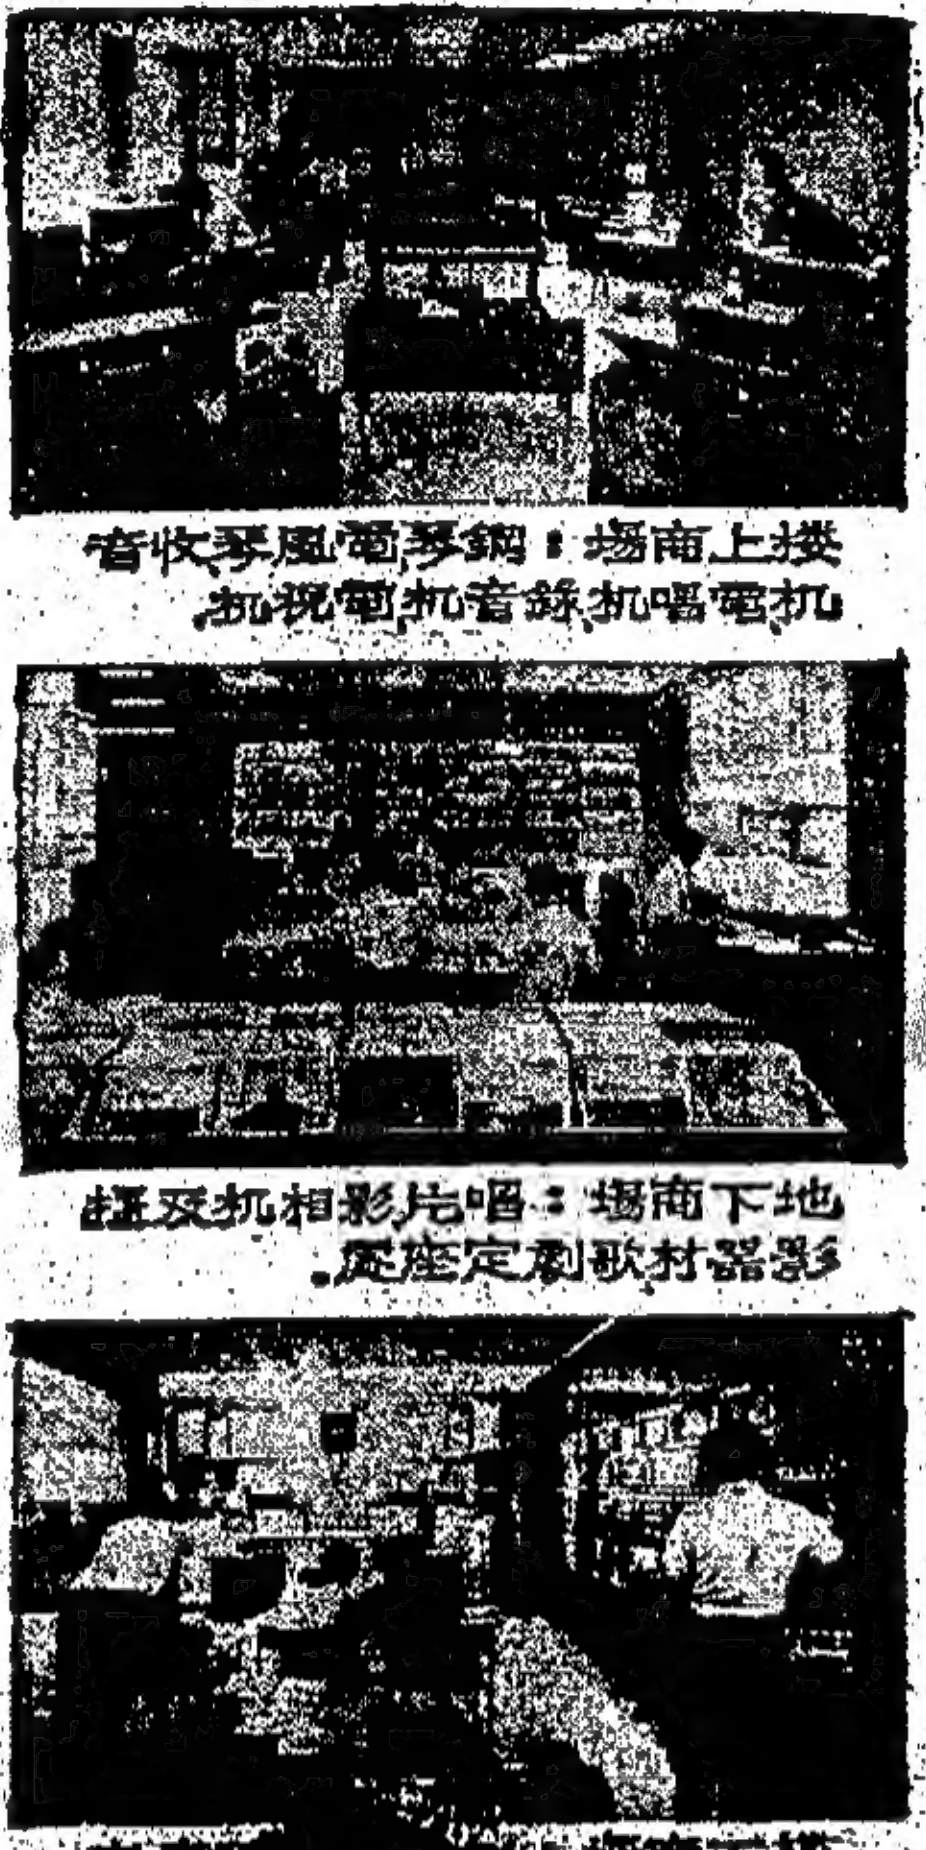 楼上商場：鋼琴,電風琴,收音
机,電唱机,錄音机,電視机,
地下商場：唱片影相机及攝
影器材歌劇定座處.